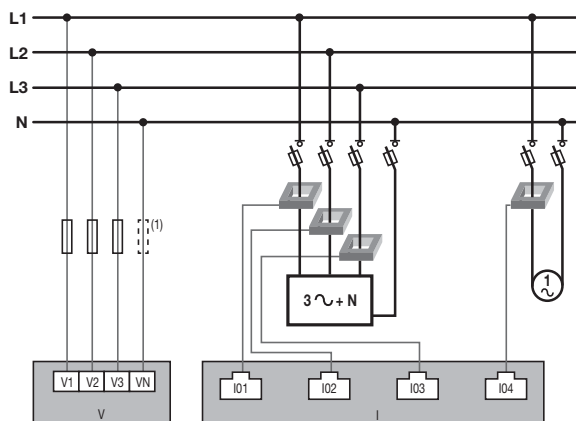 L1
L2
L3
N
(1)
3 ∿ + N
1
∿
V1 V2 V3 VN
V
I01 I02 I03 I04
I